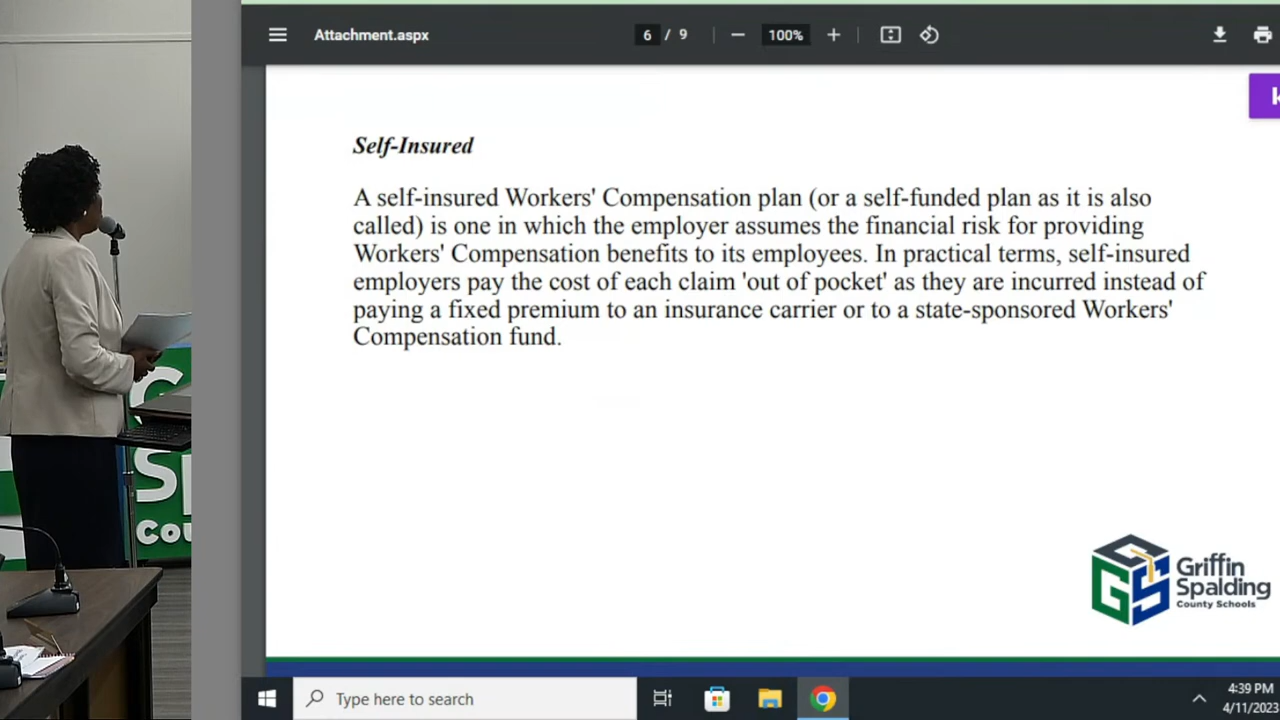 Attachment.aspx
6 / 9
100%
Self-Insured
A self-insured Workers' Compensation plan (or a self-funded plan as it is also
called) is one in which the employer assumes the financial risk for providing
Workers' Compensation benefits to its employees. In practical terms, self-insured
employers pay the cost of each claim 'out of pocket' as they are incurred instead of
paying a fixed premium to an insurance carrier or to a state-sponsored Workers'
Compensation fund.
GS
Griffin
Spalding
County Schools
Type here to search
4:39 PM
4/11/2023